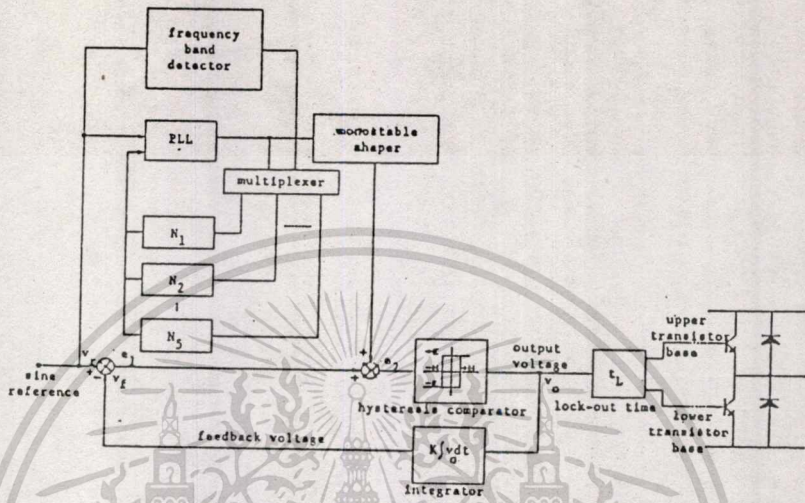 frequency
band
detector
PLL
monostable
shaper
multiplexer
N1
N2
N5
sine
reference
vr
+
−
e1
vf
+
+
e2
hysteresis comparator
output
voltage
vo
tL
lock-out time
upper
transistor
base
lower
transistor
base
feedback voltage
K∫vdt
o
integrator